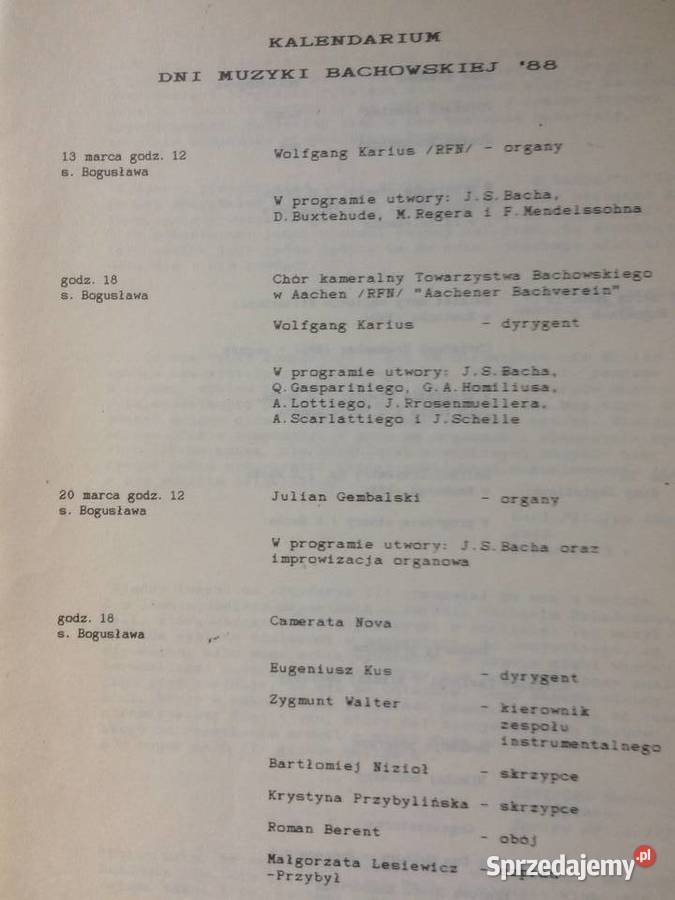 KALENDARIUM
DNI MUZYKI BACHOWSKIEJ '88
13 marca godz. 12
s. Bogusława
Wolfgang Karius /RFN/ - organy
W programie utwory: J.S.Bacha,
D.Buxtehude, M.Regera i F.Mendelssohna
godz. 18
s. Bogusława
Chór kameralny Towarzystwa Bachowskiego
w Aachen /RFN/ "Aachener Bachverein"
Wolfgang Karius - dyrygent
W programie utwory: J.S.Bacha,
Q.Gaspariniego, G.A.Homiliusa,
A.Lottiego, J.Rrosenmuellera,
A.Scarlattiego i J.Schelle
20 marca godz. 12
s. Bogusława
Julian Gembalski - organy
W programie utwory: J.S.Bacha oraz
improwizacja organowa
godz. 18
s. Bogusława
Camerata Nova
Eugeniusz Kus - dyrygent
Zygmunt Walter - kierownik
zespołu
instrumentalnego
Bartłomiej Nizioł - skrzypce
Krystyna Przybylińska - skrzypce
Roman Berent - obój
Małgorzata Lesiewicz -
-Przybył
Sprzedajemy.pl